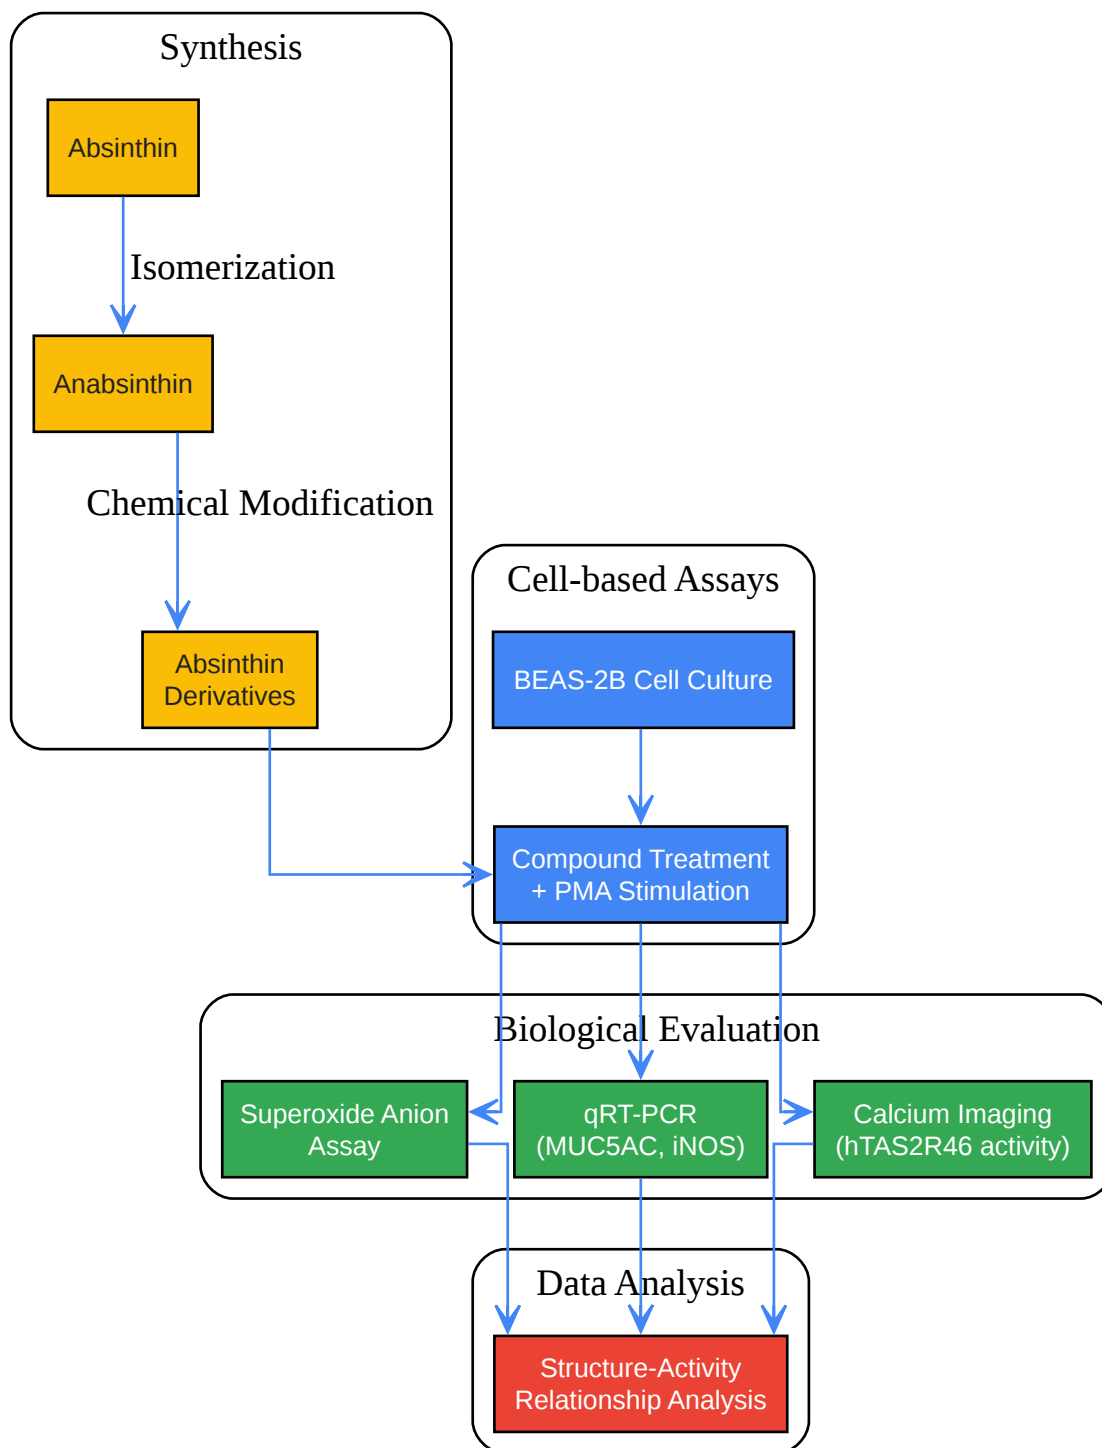 Synthesis
Absinthin
Isomerization
Anabsinthin
Chemical Modification
Absinthin
Derivatives
Cell-based Assays
BEAS-2B Cell Culture
Compound Treatment
+ PMA Stimulation
Biological Evaluation
Superoxide Anion
Assay
qRT-PCR
(MUC5AC, iNOS)
Calcium Imaging
(hTAS2R46 activity)
Data Analysis
Structure-Activity
Relationship Analysis